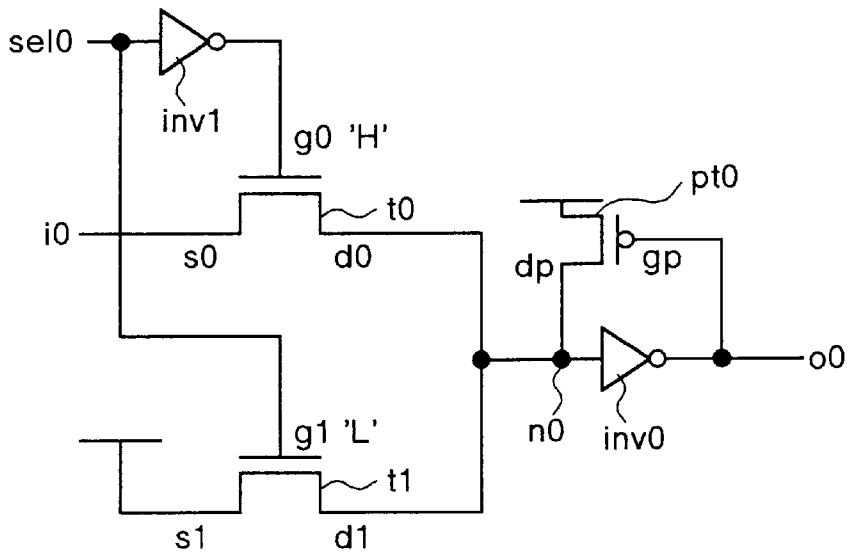 sel0
inv1
g0 'H'
pt0
t0
i0
s0
d0
dp
gp
o0
n0
inv0
g1 'L'
t1
s1
d1